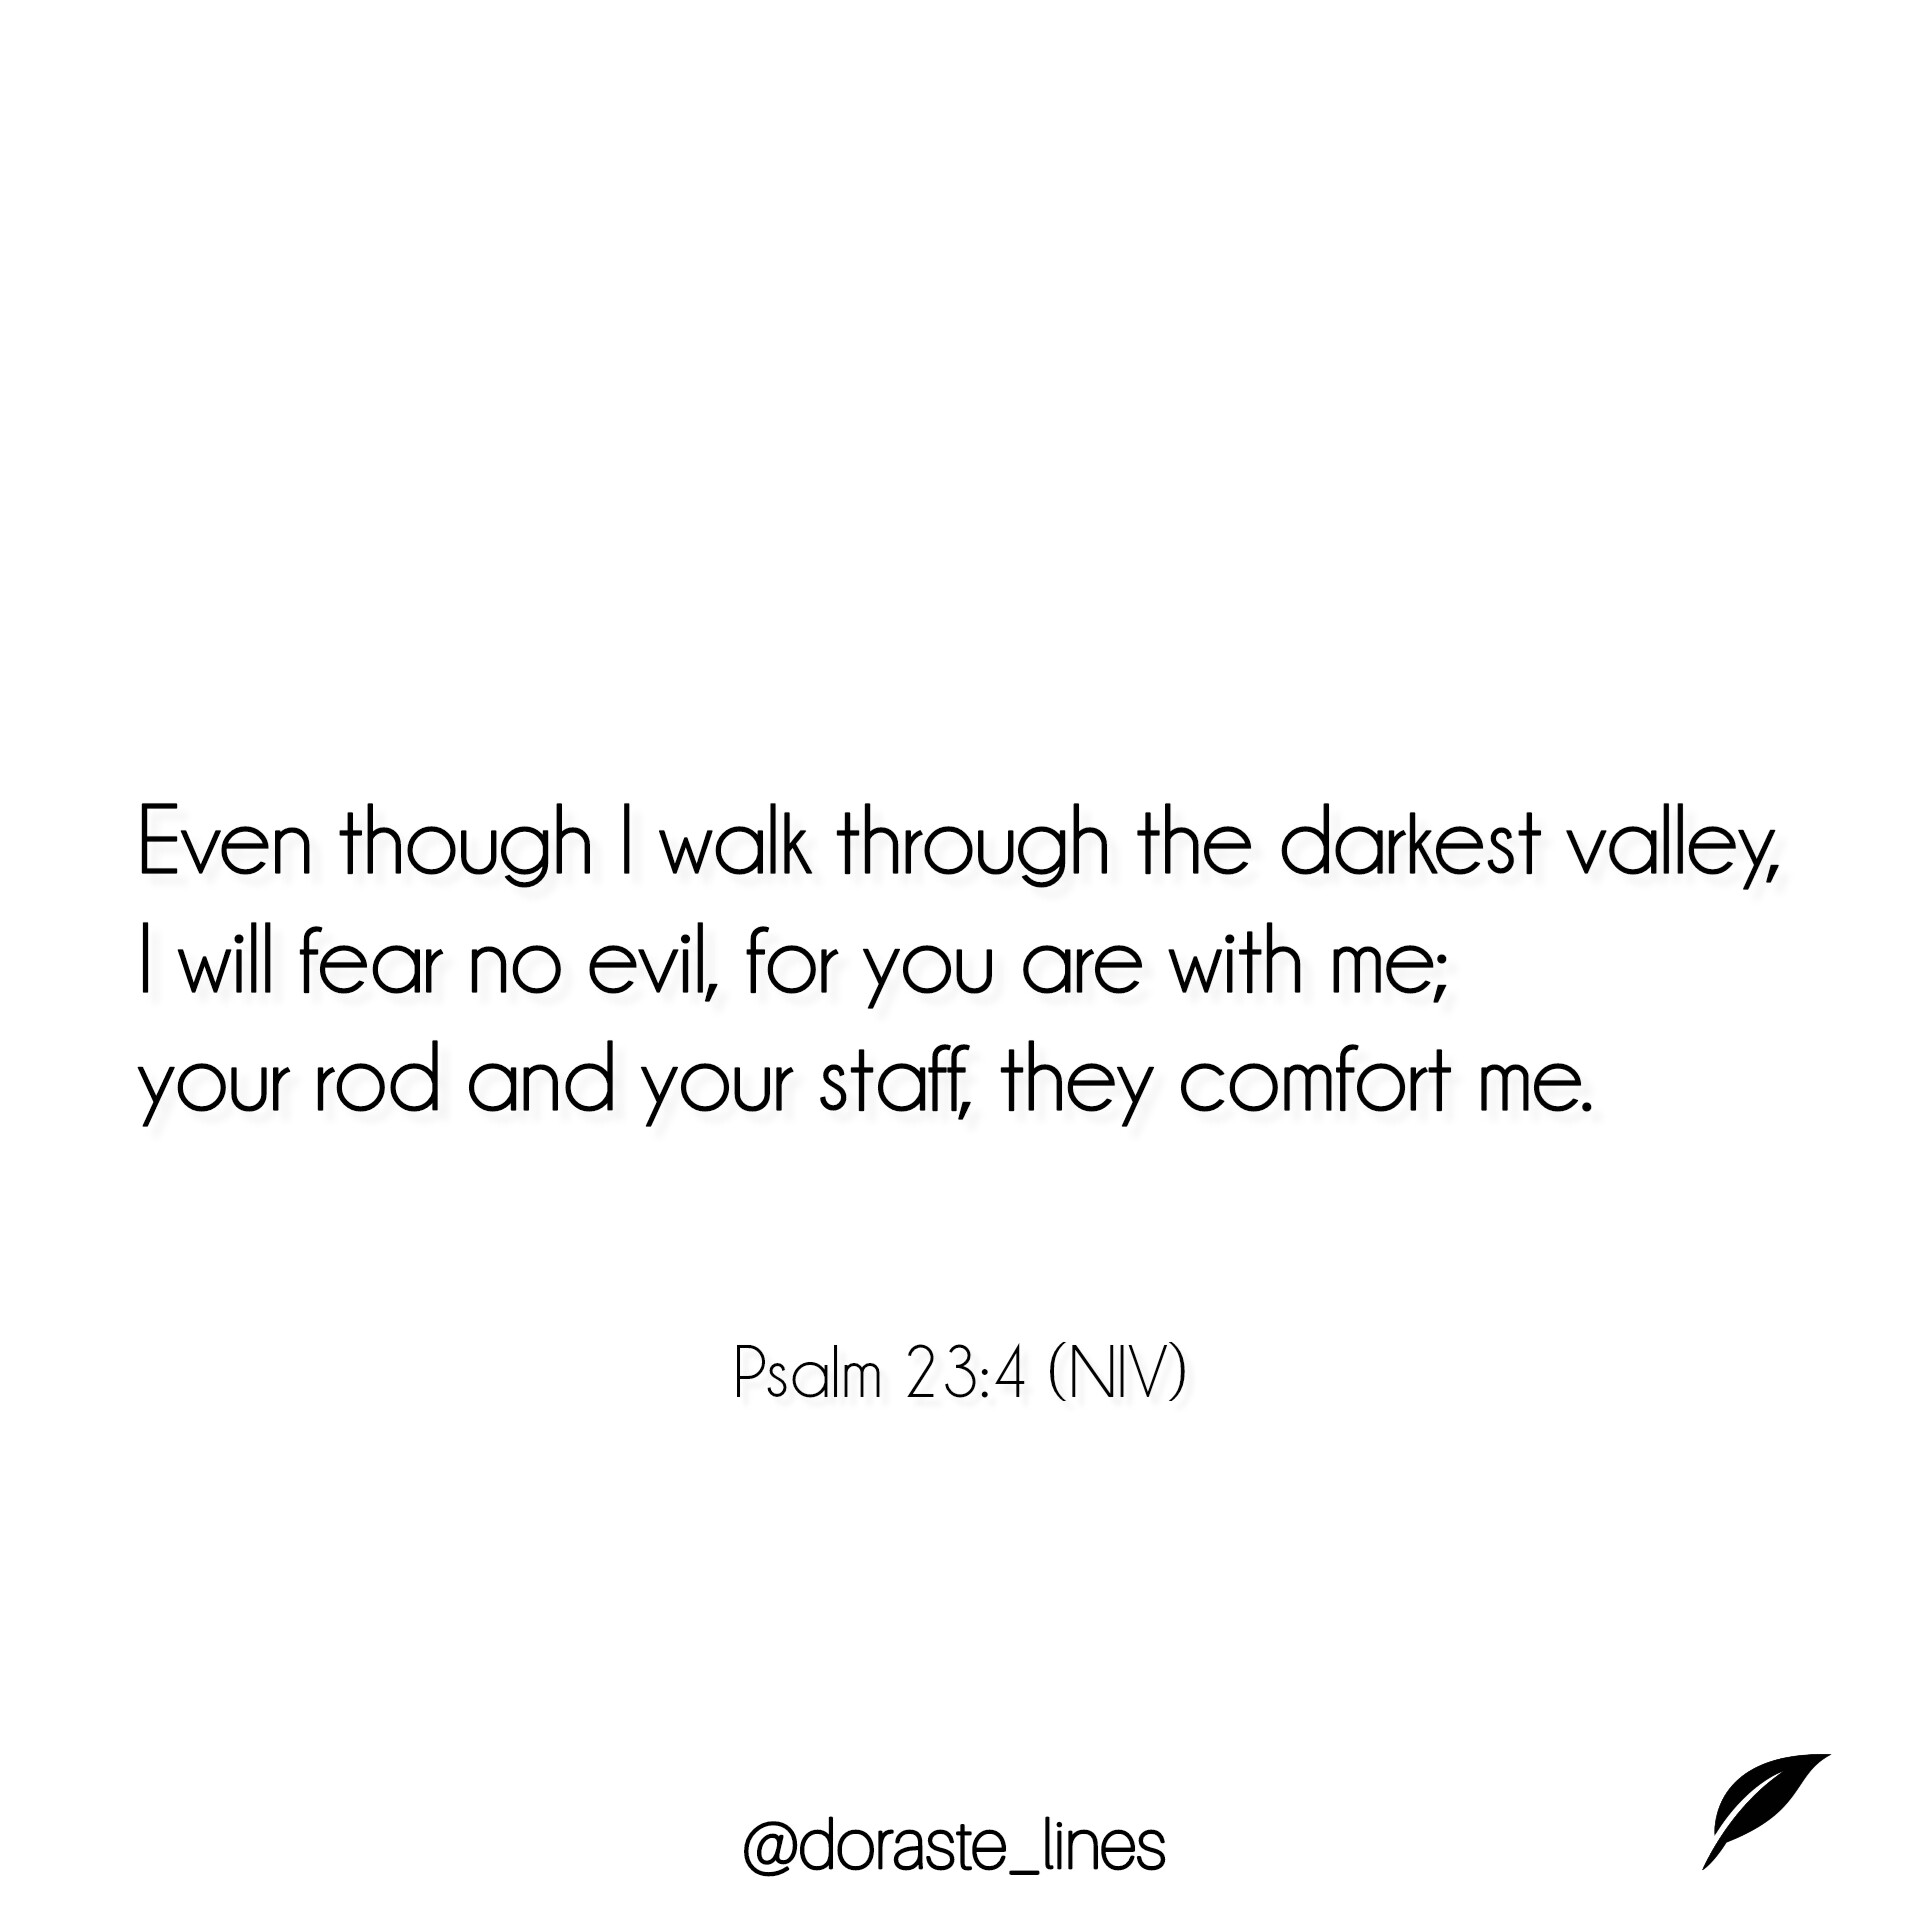 Even though I walk through the darkest valley,
I will fear no evil, for you are with me;
your rod and your staff, they comfort me.
Psalm 23:4 (NIV)
@doraste_lines